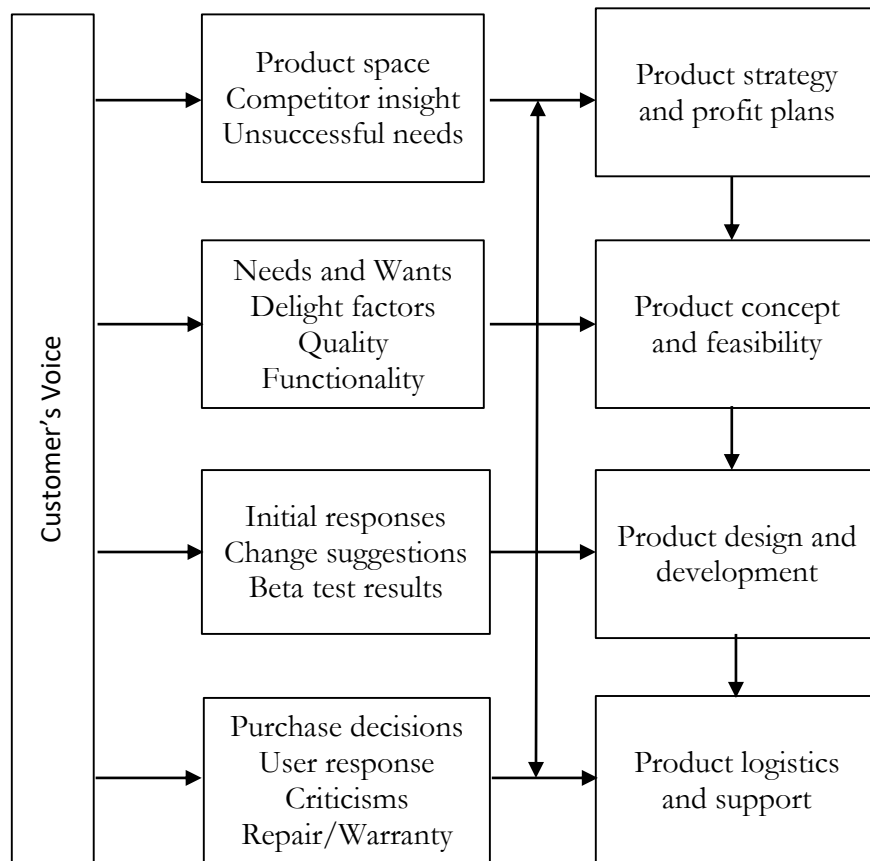 Customer's Voice
Product space
Competitor insight
Unsuccessful needs
Product strategy
and profit plans
Needs and Wants
Delight factors
Quality
Functionality
Product concept
and feasibility
Initial responses
Change suggestions
Beta test results
Product design and
development
Purchase decisions
User response
Criticisms
Repair/Warranty
Product logistics
and support